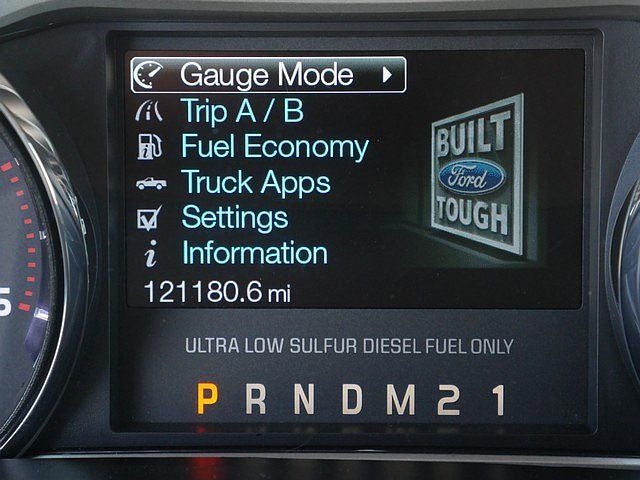 Gauge Mode
Trip A / B
Fuel Economy
Truck Apps
Settings
Information
121180.6 mi
BUILT
Ford
TOUGH
ULTRA LOW SULFUR DIESEL FUEL ONLY
P R N D M 2 1
5